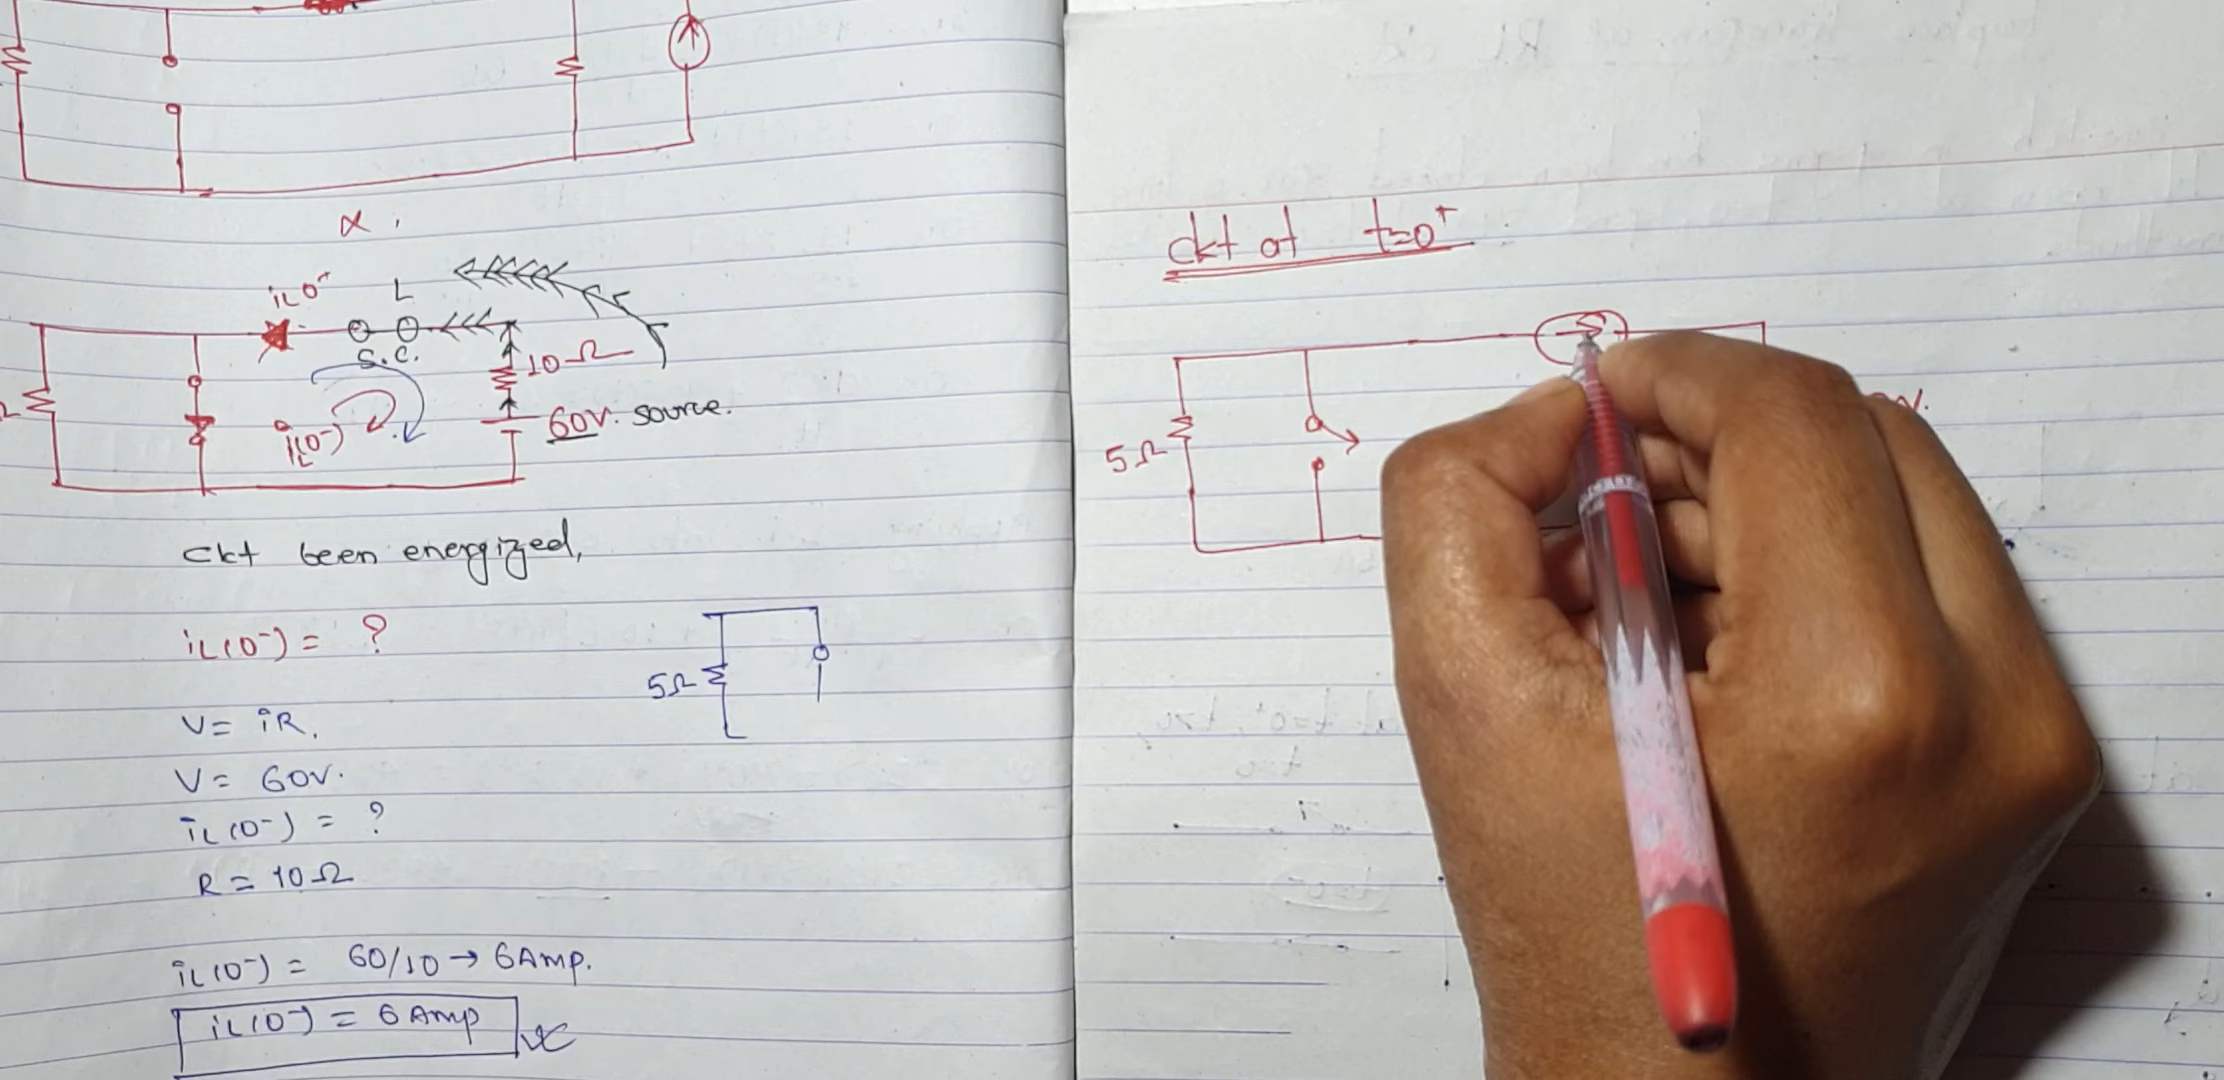 α,
iL0⁻ L
S.C.
10Ω
iL(0-)
60V. source.
ckt been energized,
iL(0-) = ?
5Ω
V= iR,
V= 60V.
iL(0-) = ?
R = 10Ω
iL(0-) = 60/10 → 6Amp.
iL(0-) = 6 Amp
ckt at t=0+
5Ω